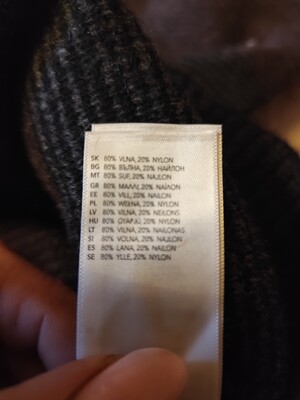 SK 80% VLNA, 20% NYLON
BG 80% ВЪЛНА, 20% НАЙЛОН
MT 80% SUF, 20% NAJLON
GR 80% ΜΑΛΛΙ, 20% ΝΑΪΛΟΝ
EE 80% VILL, 20% NAILON
PL 80% WEŁNA, 20% NYLON
LV 80% VILNA, 20% NEILONS
HU 80% GYAPJÚ, 20% NYLON
LT 80% VILNA, 20% NAILONAS
SI 80% VOLNA, 20% NAJLON
ES 80% LANA, 20% NAILON
SE 80% YLLE, 20% NYLON